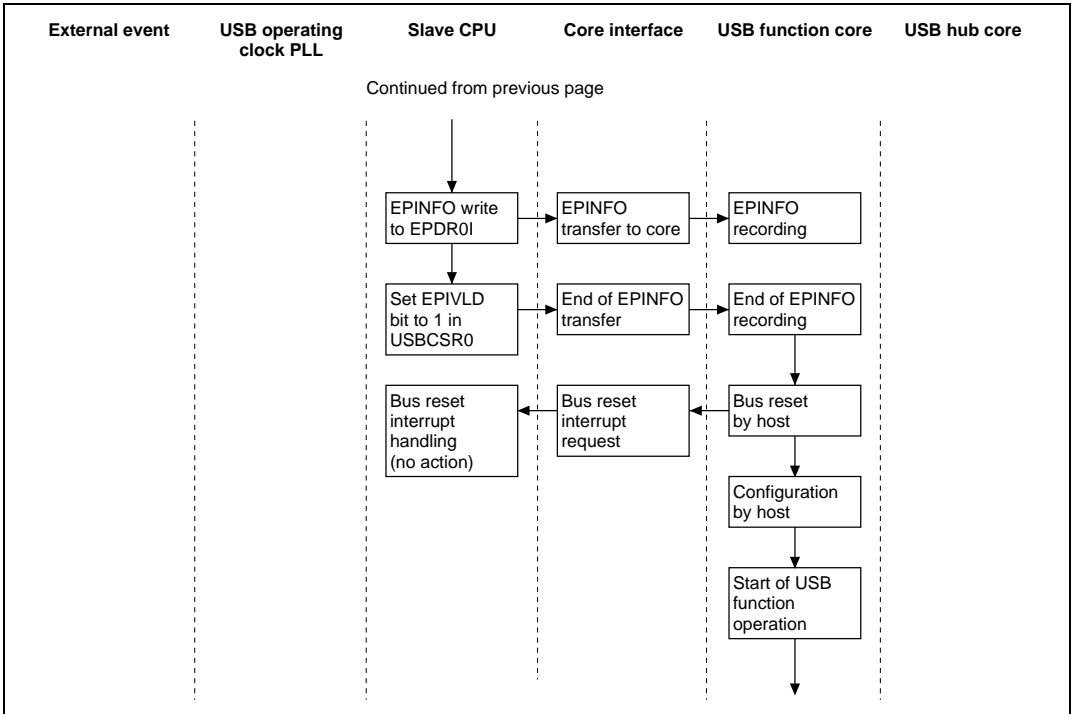 External event
USB operating
clock PLL
Slave CPU
Core interface
USB function core
USB hub core
Continued from previous page
EPINFO write
to EPDR0I
EPINFO
transfer to core
EPINFO
recording
Set EPIVLD
bit to 1 in
USBCSR0
End of EPINFO
transfer
End of EPINFO
recording
Bus reset
interrupt
handling
(no action)
Bus reset
interrupt
request
Bus reset
by host
Configuration
by host
Start of USB
function
operation